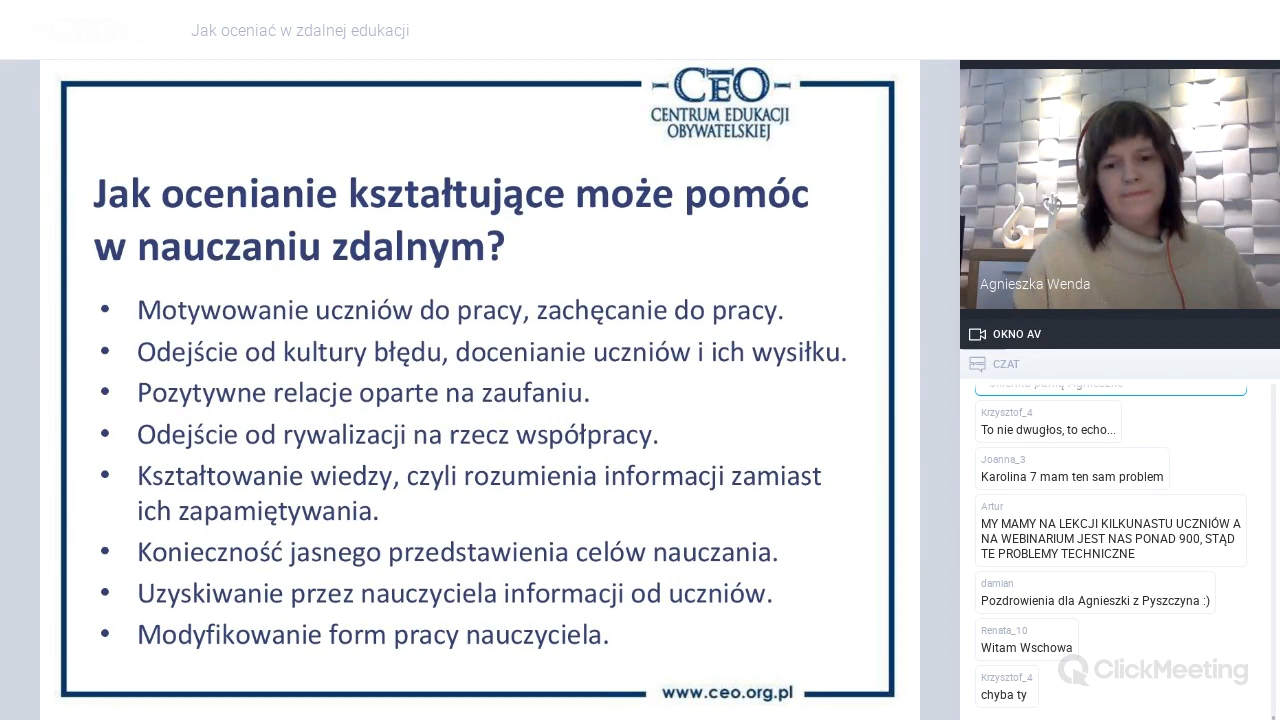 Jak oceniać w zdalnej edukacji
CEO
CENTRUM EDUKACJI
OBYWATELSKIEJ
Jak ocenianie kształtujące może pomóc
w nauczaniu zdalnym?
• Motywowanie uczniów do pracy, zachęcanie do pracy.
• Odejście od kultury błędu, docenianie uczniów i ich wysiłku.
• Pozytywne relacje oparte na zaufaniu.
• Odejście od rywalizacji na rzecz współpracy.
• Kształtowanie wiedzy, czyli rozumienia informacji zamiast
ich zapamiętywania.
• Konieczność jasnego przedstawienia celów nauczania.
• Uzyskiwanie przez nauczyciela informacji od uczniów.
• Modyfikowanie form pracy nauczyciela.
www.ceo.org.pl
Agnieszka Wenda
OKNO AV
CZAT
Krzysztof_4
To nie dwugłos, to echo...
Joanna_3
Karolina 7 mam ten sam problem
Artur
MY MAMY NA LEKCJI KILKUNASTU UCZNIÓW A
NA WEBINARIUM JEST NAS PONAD 900, STĄD
TE PROBLEMY TECHNICZNE
damian
Pozdrowienia dla Agnieszki z Pyszczyna :)
Renata_10
Witam Wschowa
ClickMeeting
Krzysztof_4
chyba ty